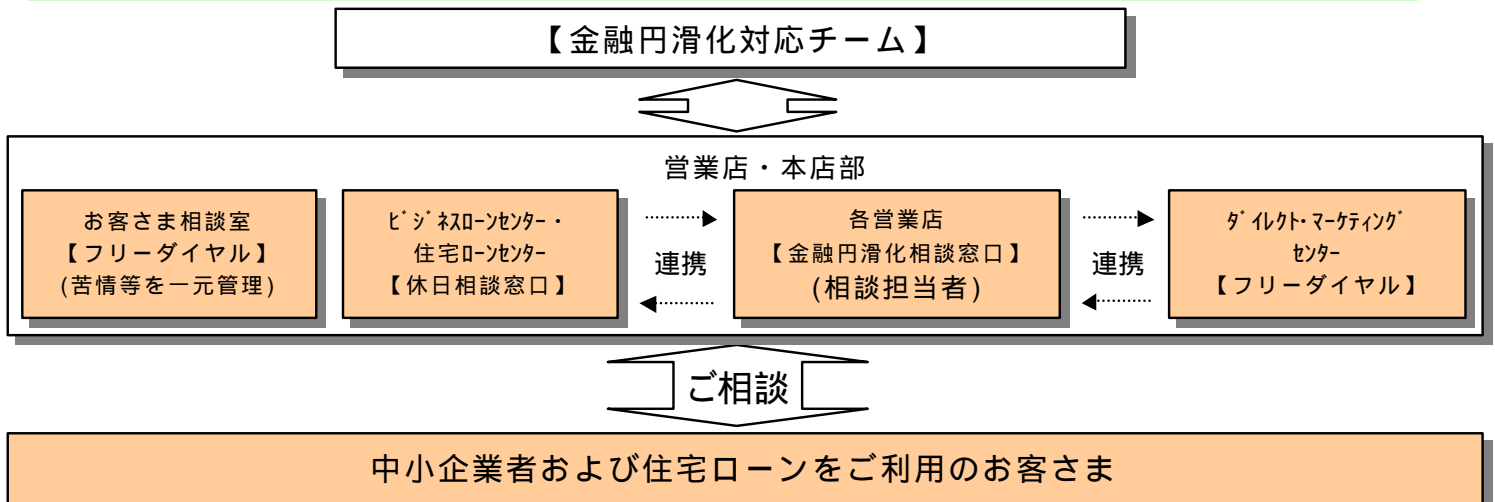 【金融円滑化対応チーム】
営業店・本店部
お客さま相談室
【フリーダイヤル】
(苦情等を一元管理)
ﾋﾞｼﾞﾈｽﾛｰﾝｾﾝﾀｰ・
住宅ﾛｰﾝｾﾝﾀｰ
【休日相談窓口】
連携
各営業店
【金融円滑化相談窓口】
(相談担当者)
連携
ﾀﾞｲﾚｸﾄ・ﾏｰｹﾃｨﾝｸﾞ
ｾﾝﾀｰ
【フリーダイヤル】
ご相談
中小企業者および住宅ローンをご利用のお客さま